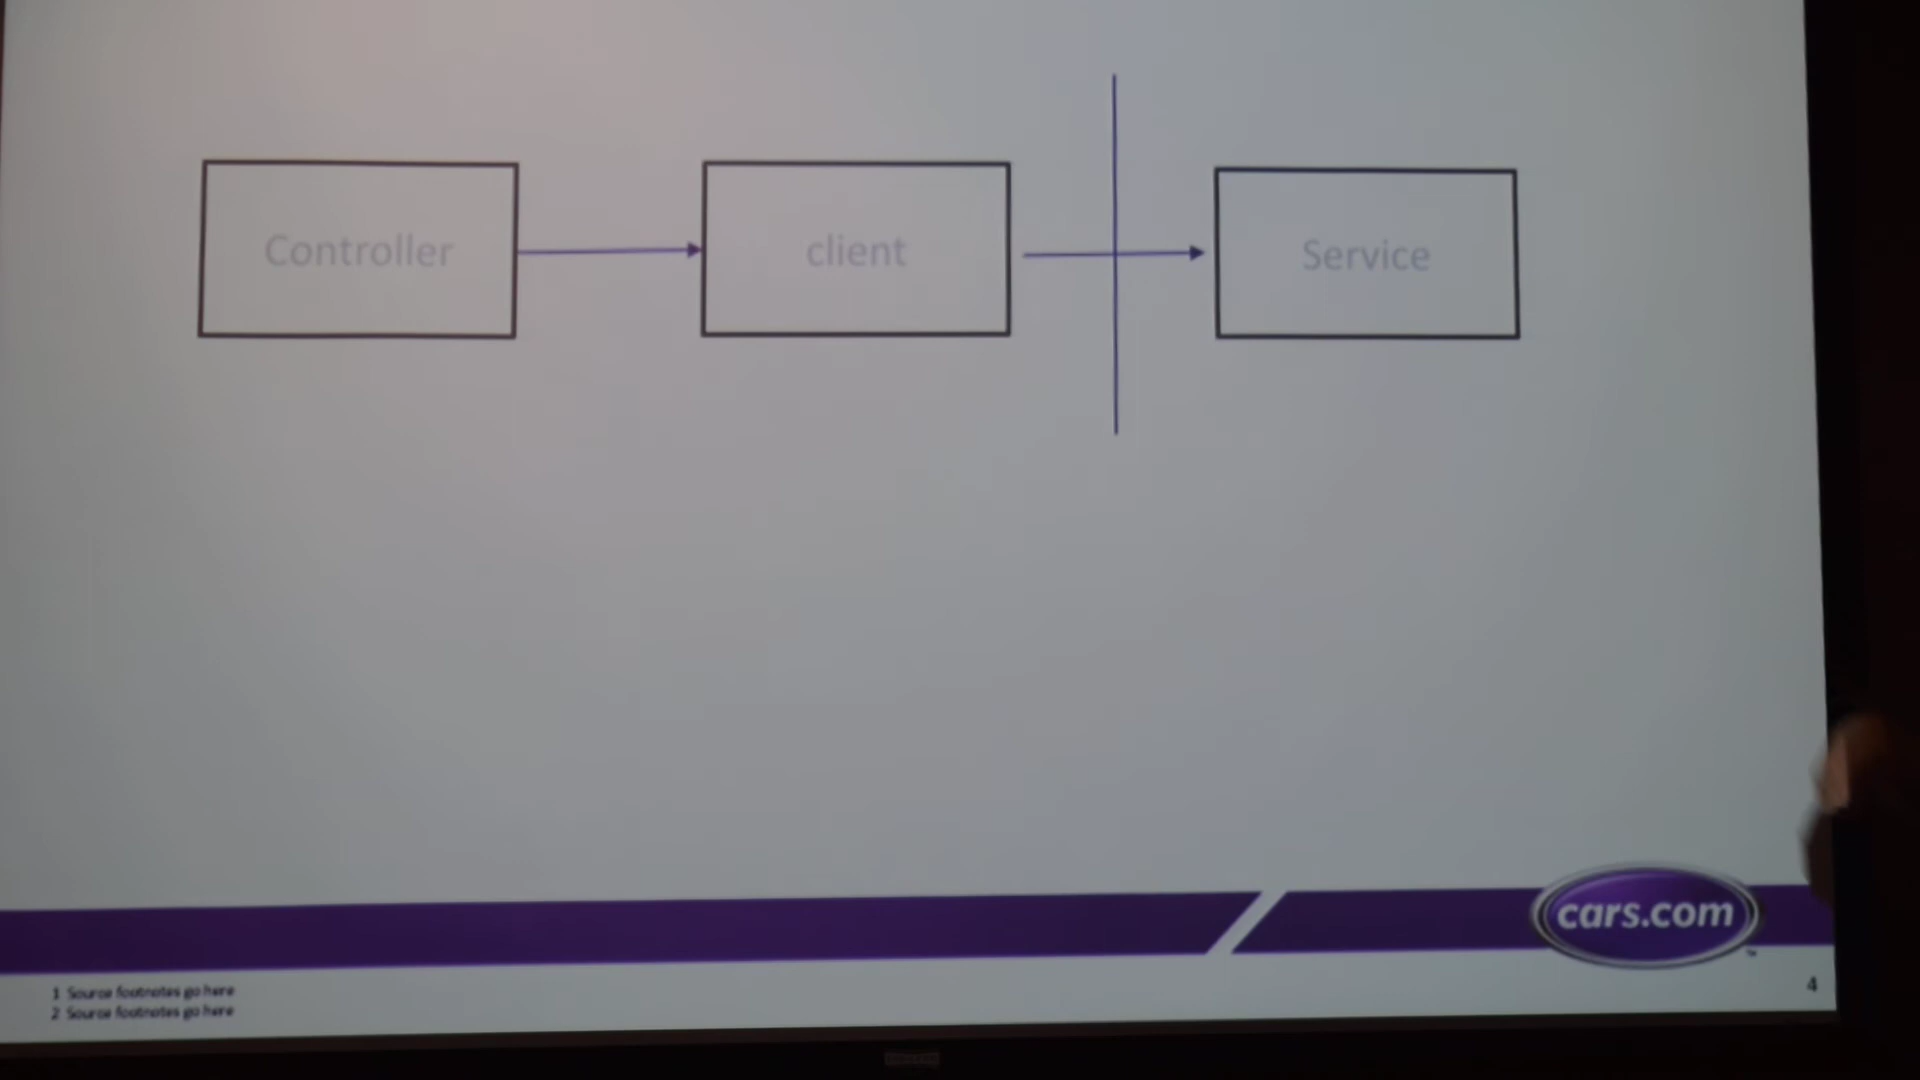 Controller
client
Service
cars.com
1 Source footnotes go here
2 Source footnotes go here
4